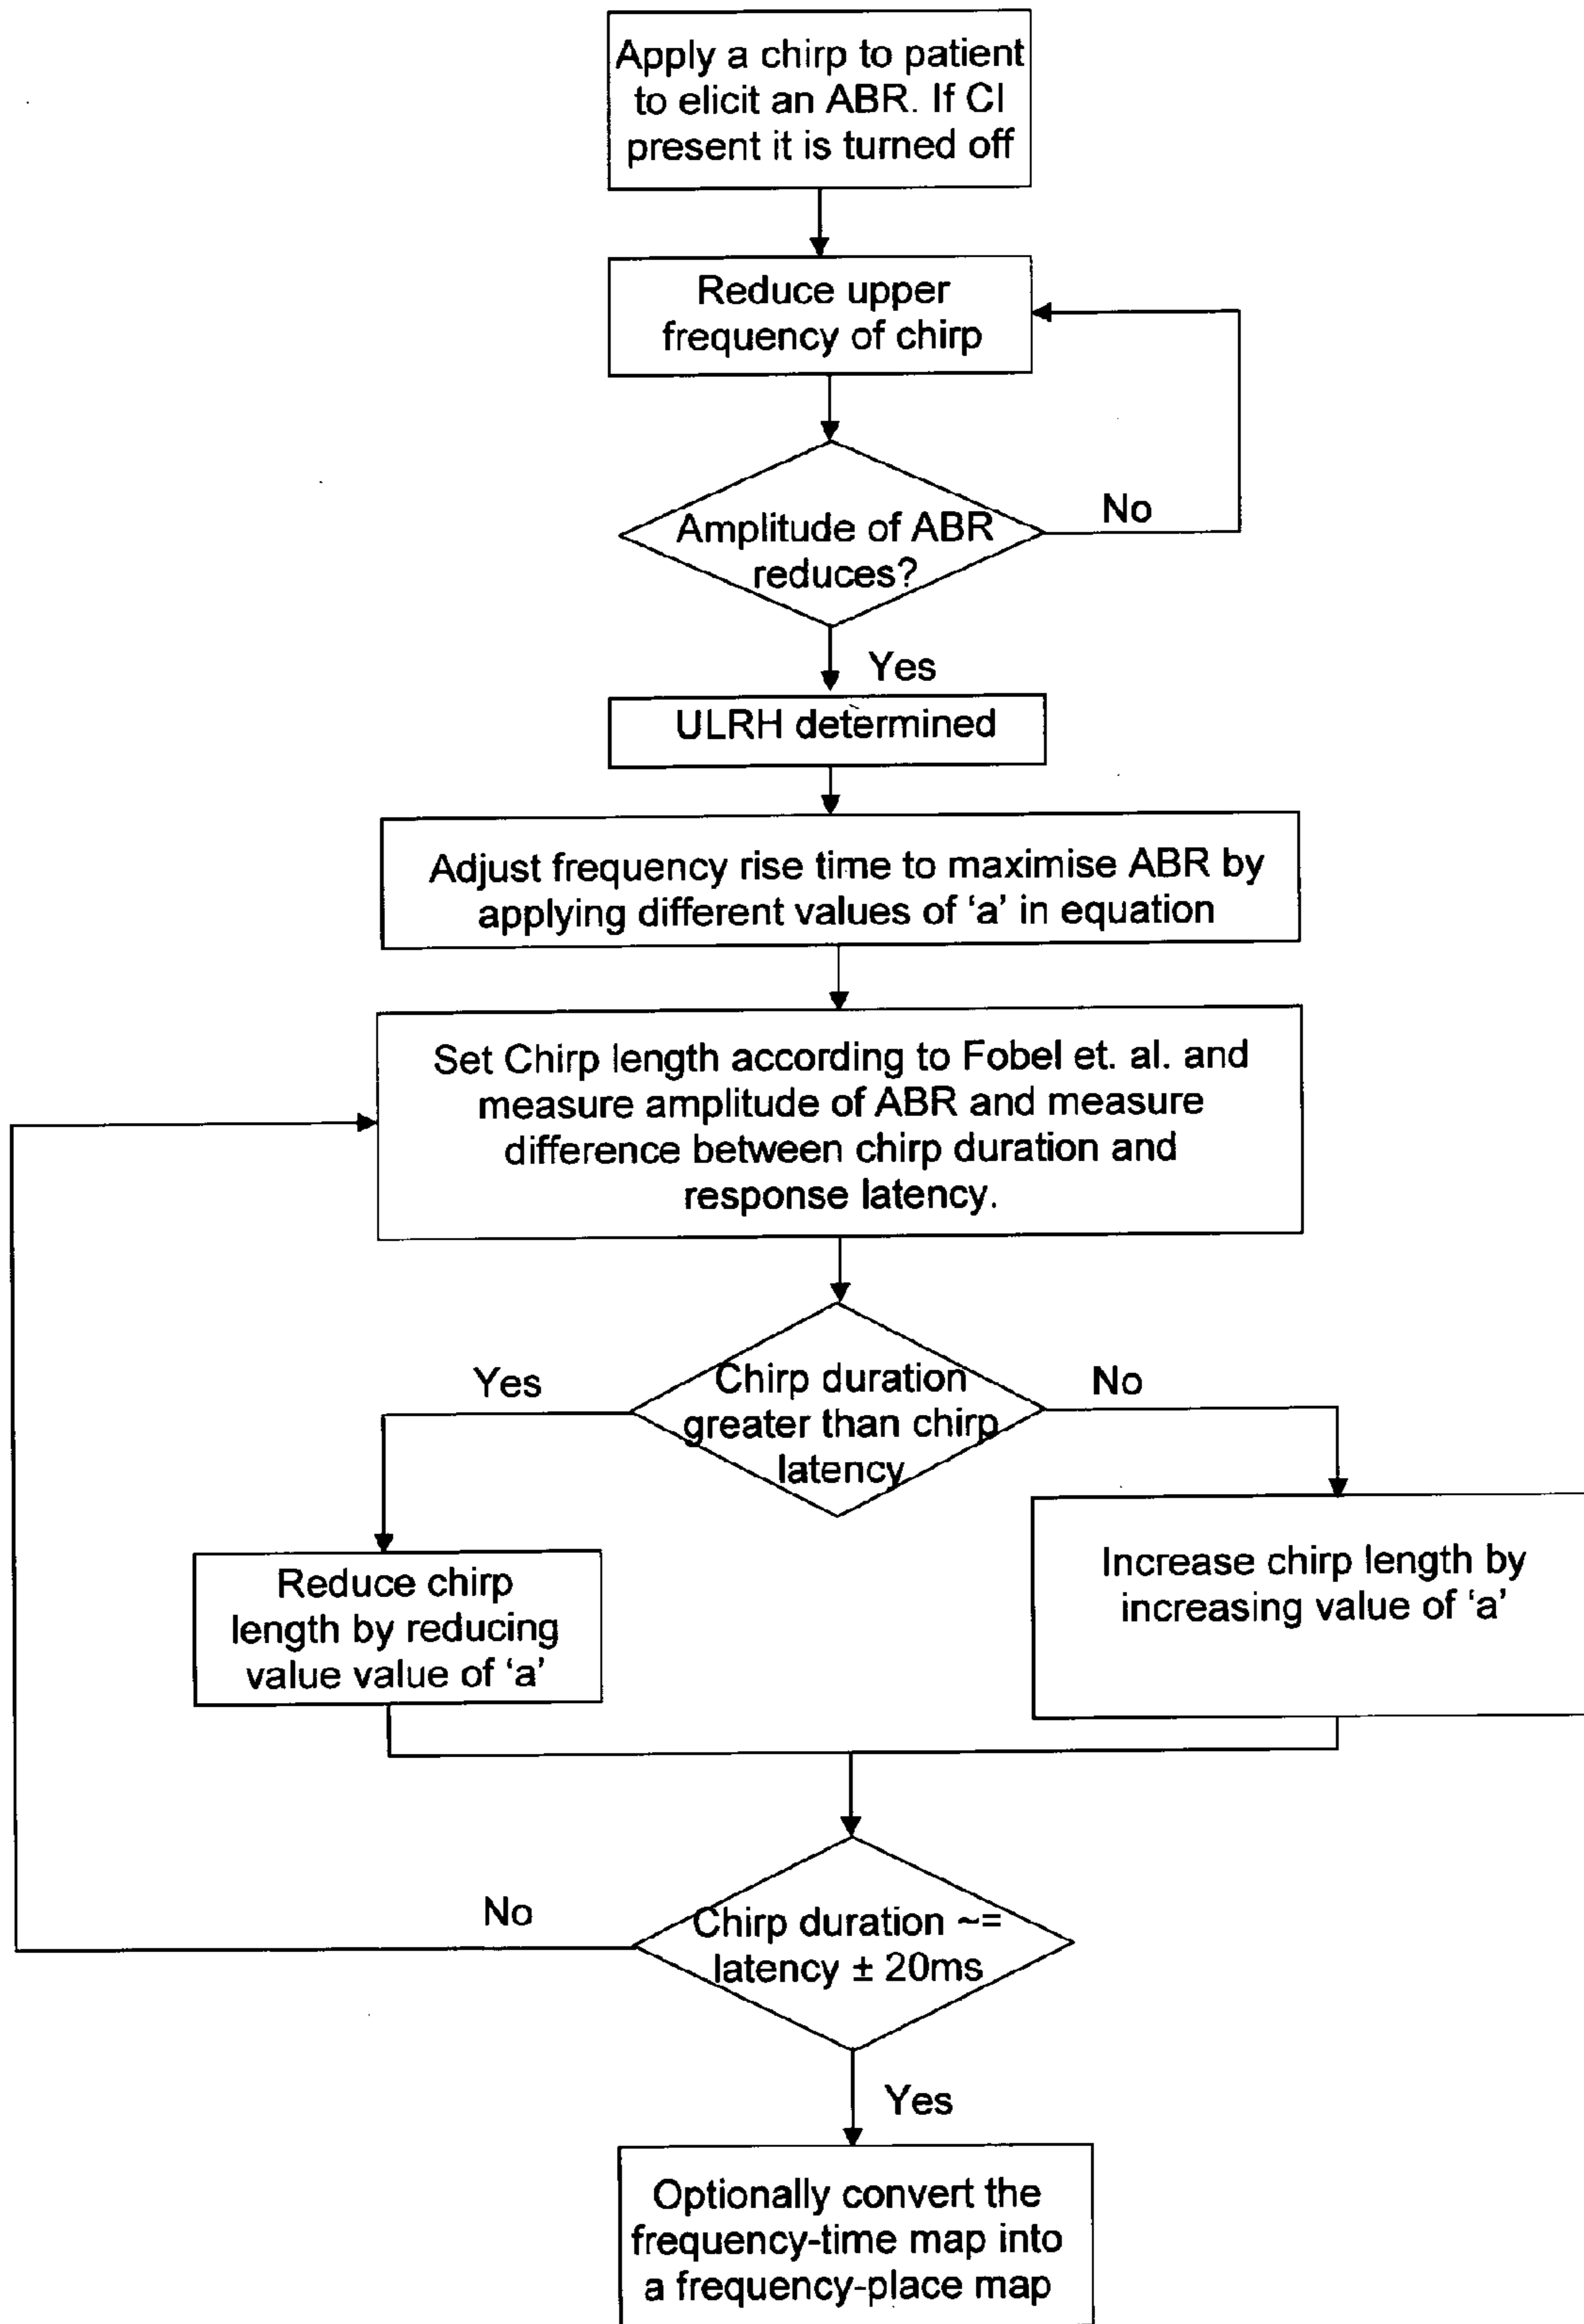 Apply a chirp to patient
to elicit an ABR. If CI
present it is turned off
Reduce upper
frequency of chirp
Amplitude of ABR
reduces?
No
Yes
ULRH determined
Adjust frequency rise time to maximise ABR by
applying different values of ‘a’ in equation
Set Chirp length according to Fobel et. al. and
measure amplitude of ABR and measure
difference between chirp duration and
response latency.
Chirp duration
greater than chirp
latency
Yes
No
Reduce chirp
length by reducing
value value of ‘a’
Increase chirp length by
increasing value of ‘a’
Chirp duration ~=
latency ± 20ms
No
Yes
Optionally convert the
frequency-time map into
a frequency-place map